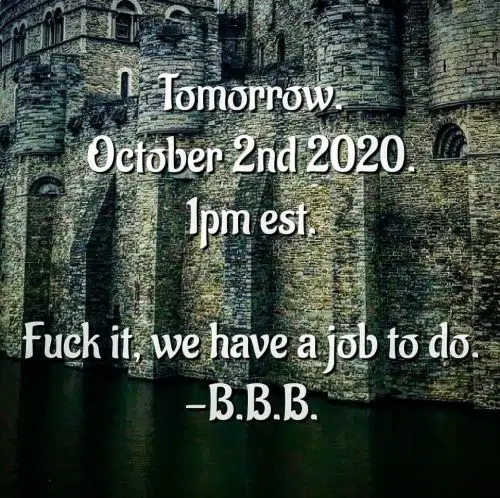 Tomorrow.
October 2nd 2020.
1pm est.
Fuck it, we have a job to do.
-B.B.B.